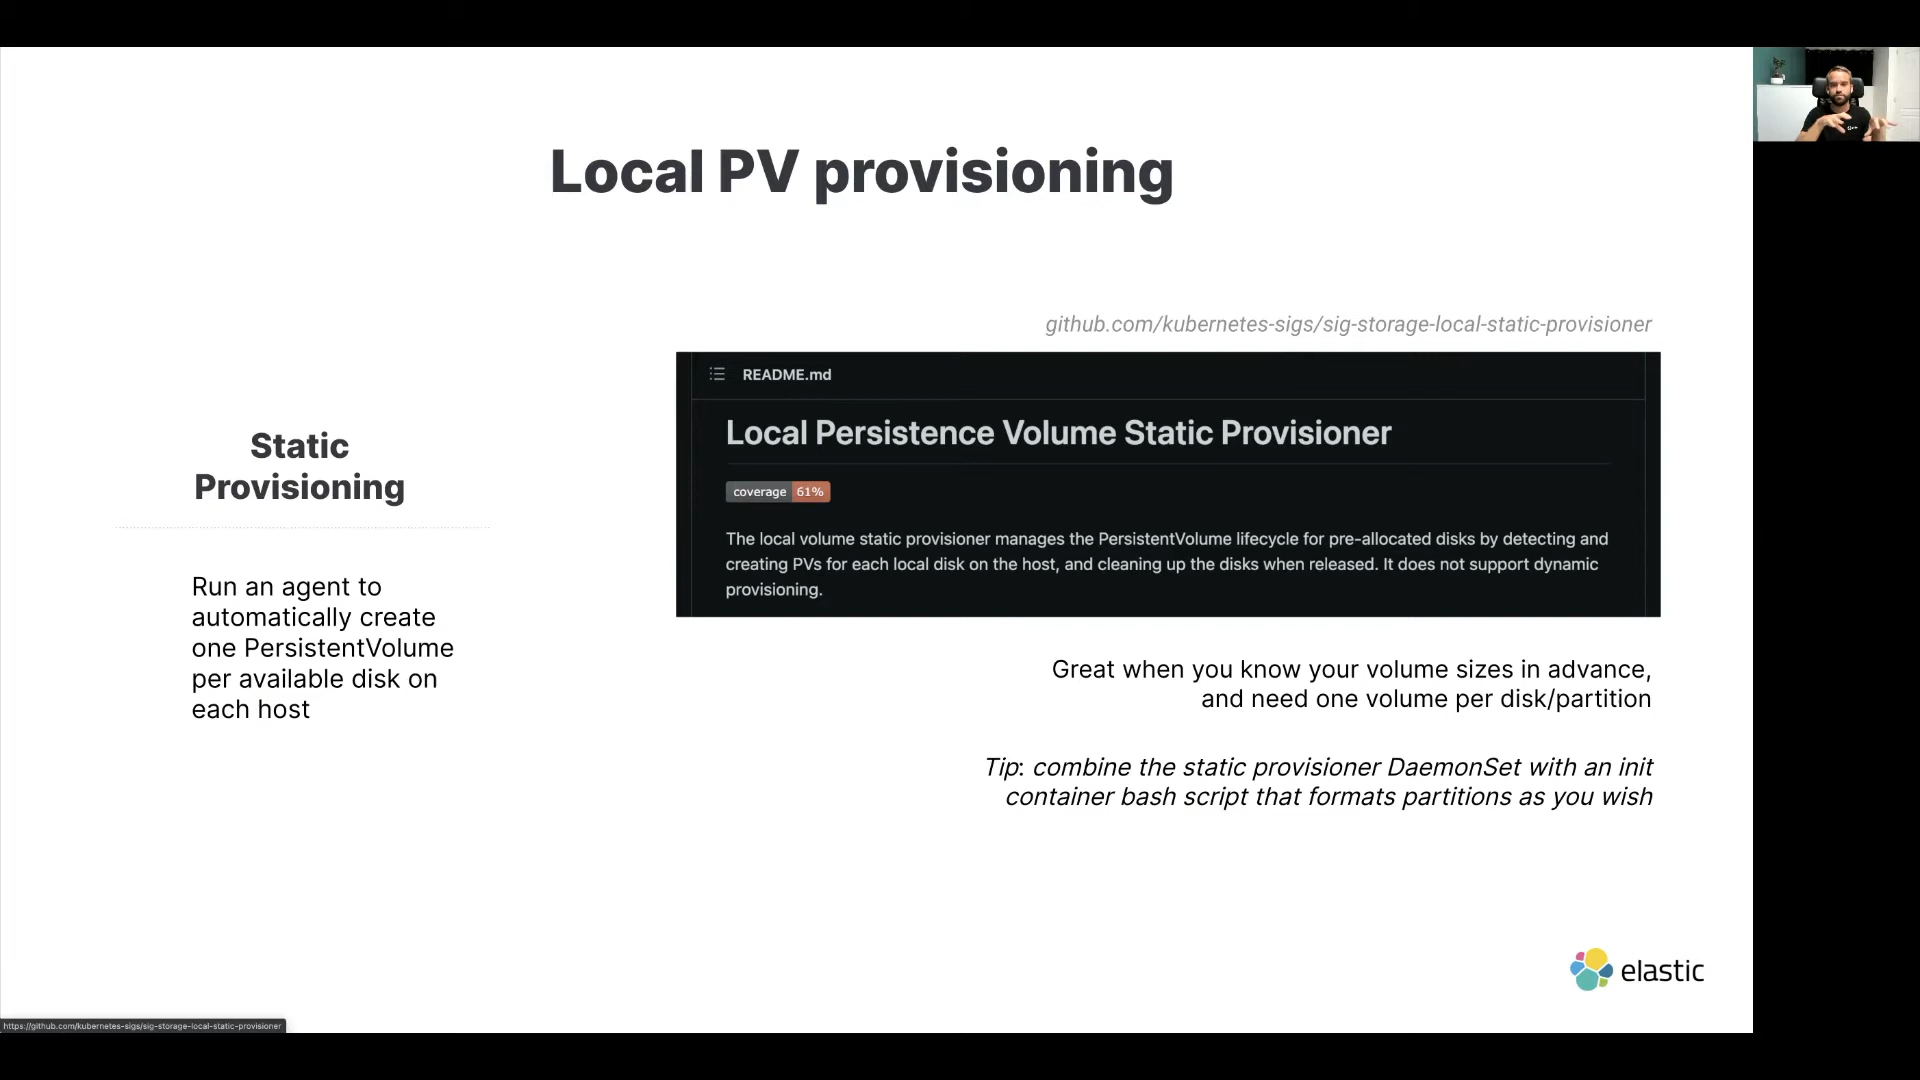 Local PV provisioning
github.com/kubernetes-sigs/sig-storage-local-static-provisioner
README.md
Local Persistence Volume Static Provisioner
coverage 61%
The local volume static provisioner manages the PersistentVolume lifecycle for pre-allocated disks by detecting and
creating PVs for each local disk on the host, and cleaning up the disks when released. It does not support dynamic
provisioning.
Static
Provisioning
Run an agent to
automatically create
one PersistentVolume
per available disk on
each host
Great when you know your volume sizes in advance,
and need one volume per disk/partition
Tip: combine the static provisioner DaemonSet with an init
container bash script that formats partitions as you wish
elastic
https://github.com/kubernetes-sigs/sig-storage-local-static-provisioner